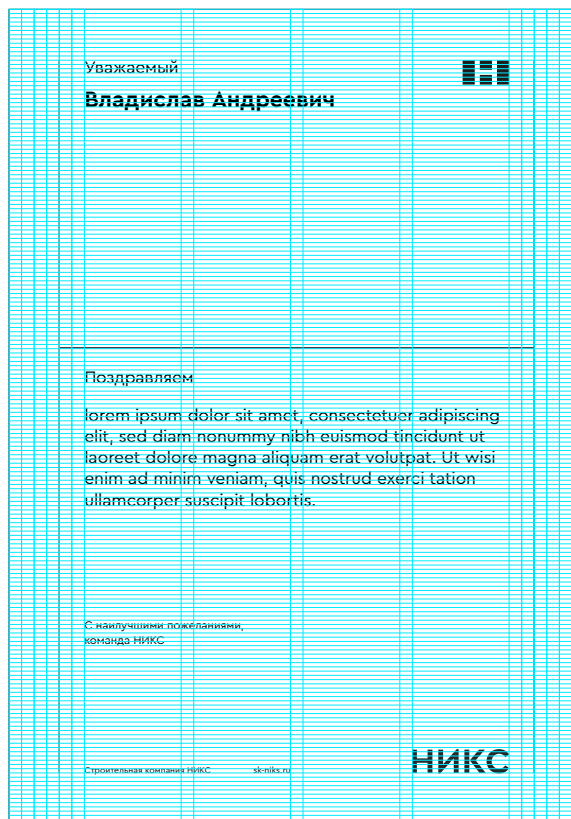 Уважаемый
Владислав Андреевич
Поздравляем
lorem ipsum dolor sit amet, consectetuer adipiscing
elit, sed diam nonummy nibh euismod tincidunt ut
laoreet dolore magna aliquam erat volutpat. Ut wisi
enim ad minim veniam, quis nostrud exerci tation
ullamcorper suscipit lobortis.
С наилучшими пожеланиями,
команда НИКС
Строительная компания НИКС sk-niks.ru
НИКС